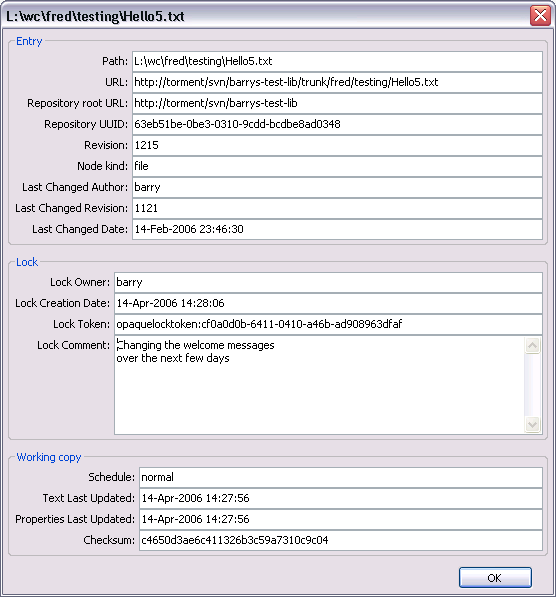 L:\wc\fred\testing\Hello5.txt
Entry
Path: L:\wc\fred\testing\Hello5.txt
URL: http://torment/svn/barrys-test-lib/trunk/fred/testing/Hello5.txt
Repository root URL: http://torment/svn/barrys-test-lib
Repository UUID: 63eb51be-0be3-0310-9cdd-bcdbe8ad0348
Revision: 1215
Node kind: file
Last Changed Author: barry
Last Changed Revision: 1121
Last Changed Date: 14-Feb-2006 23:46:30
Lock
Lock Owner: barry
Lock Creation Date: 14-Apr-2006 14:28:06
Lock Token: opaquelocktoken:cf0a0d0b-6411-0410-a46b-ad908963dfaf
Lock Comment: Changing the welcome messages
over the next few days
Working copy
Schedule: normal
Text Last Updated: 14-Apr-2006 14:27:56
Properties Last Updated: 14-Apr-2006 14:27:56
Checksum: c4650d3ae6c411326b3c59a7310c9c04
OK